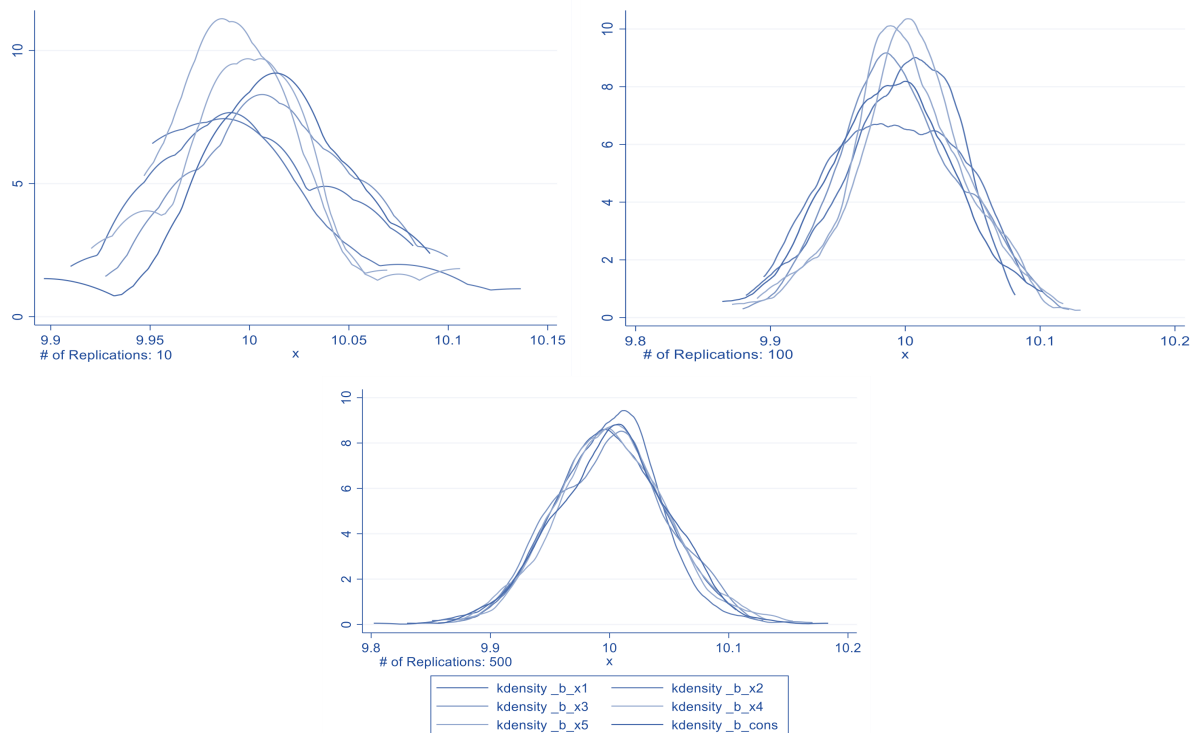 10
5
0
9.9 9.95 10 10.05 10.1 10.15
# of Replications: 10 x
10
8
6
4
2
0
9.8 9.9 10 10.1 10.2
# of Replications: 100 x
10
8
6
4
2
0
9.8 9.9 10 10.1 10.2
# of Replications: 500 x
kdensity _b_x1 kdensity _b_x2
kdensity _b_x3 kdensity _b_x4
kdensity _b_x5 kdensity _b_cons